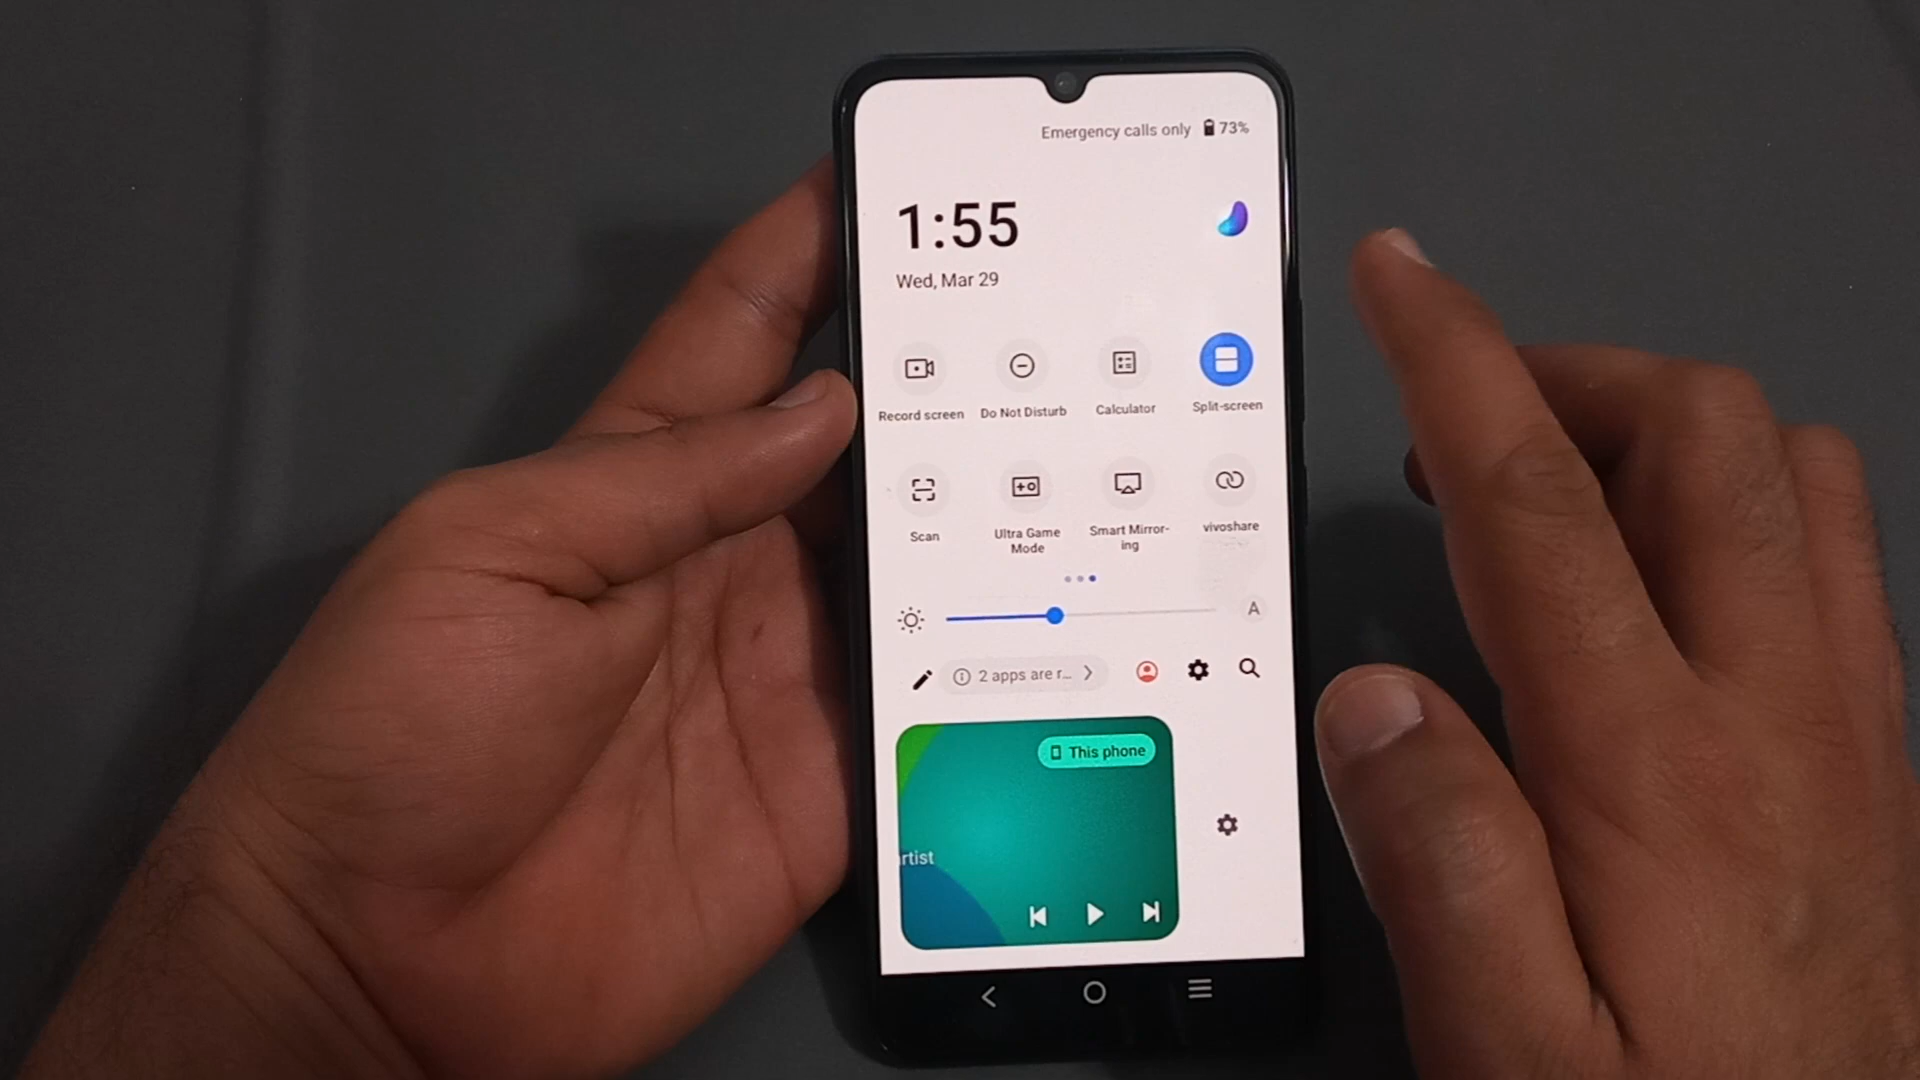 Emergency calls only 73%
1:55
Wed, Mar 29
Record screen
Do Not Disturb
Calculator
Split-screen
Scan
Ultra Game
Mode
Smart Mirror-
ing
vivoshare
A
2 apps are r...
This phone
rtist